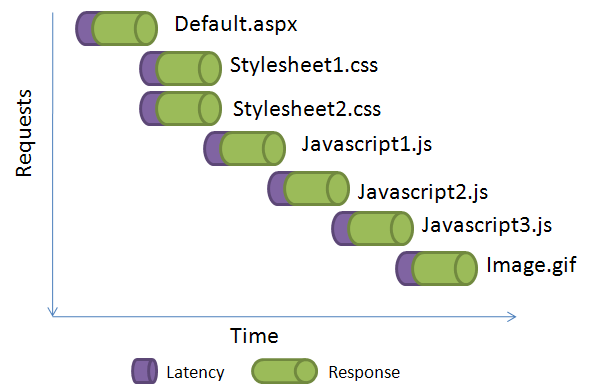 Default.aspx
Stylesheet1.css
Stylesheet2.css
Javascript1.js
Javascript2.js
Javascript3.js
Image.gif
Requests
Time
Latency
Response